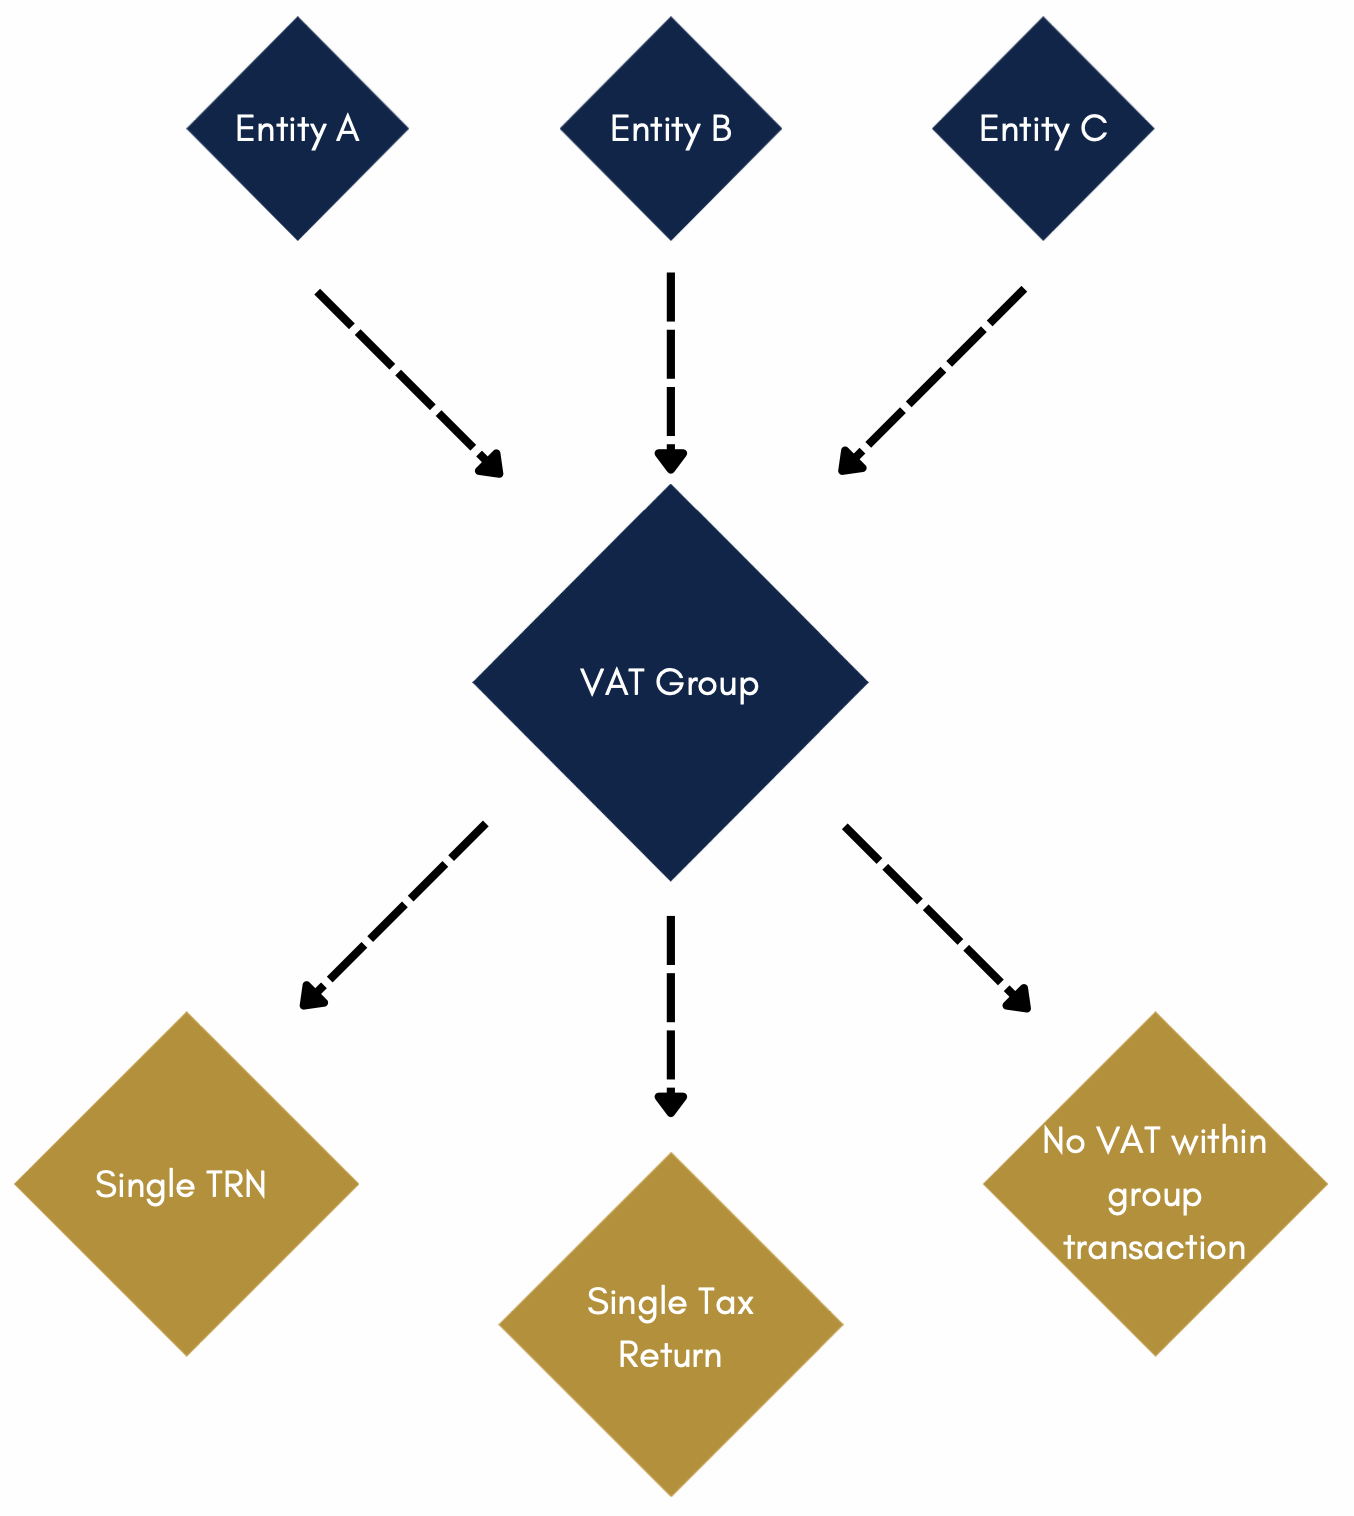 Entity A
Entity B
Entity C
VAT Group
Single TRN
Single Tax
Return
No VAT within
group
transaction